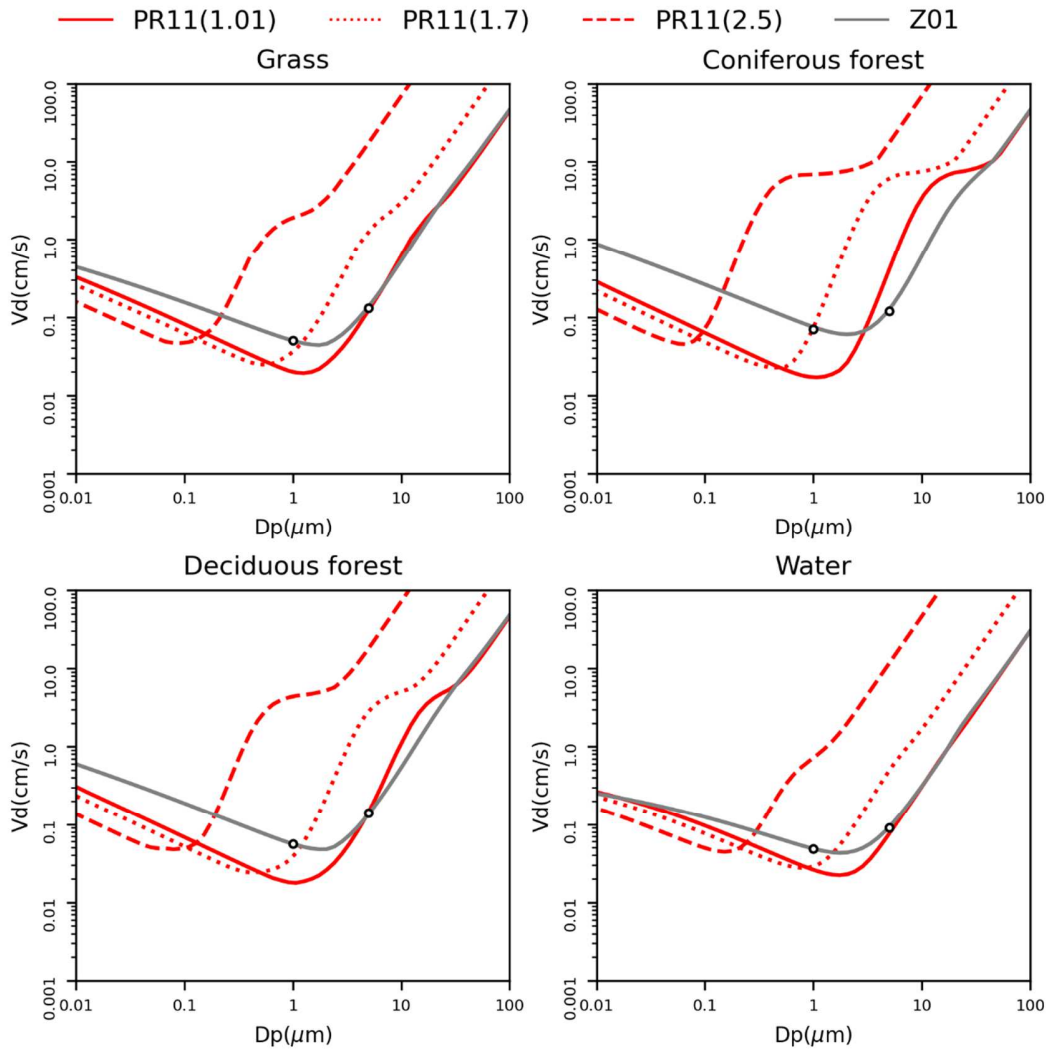 PR11(1.01) PR11(1.7) PR11(2.5) Z01
Grass
Coniferous forest
100.0
10.0
1.0
0.1
0.01
0.001
Vd(cm/s)
0.01 0.1 1 10 100
Dp(μm)
100.0
10.0
1.0
0.1
0.01
0.001
Vd(cm/s)
0.01 0.1 1 10 100
Dp(μm)
Deciduous forest
Water
100.0
10.0
1.0
0.1
0.01
0.001
Vd(cm/s)
0.01 0.1 1 10 100
Dp(μm)
100.0
10.0
1.0
0.1
0.01
0.001
Vd(cm/s)
0.01 0.1 1 10 100
Dp(μm)